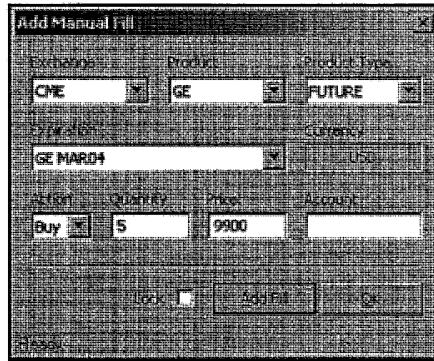 Add Manual Fill X
Exchange Product Product Type
CME GE FUTURE
Expiration Currency
GE MAR04 USD
Action Quantity Price Account
Buy 5 9900
Lock Add Fill OK